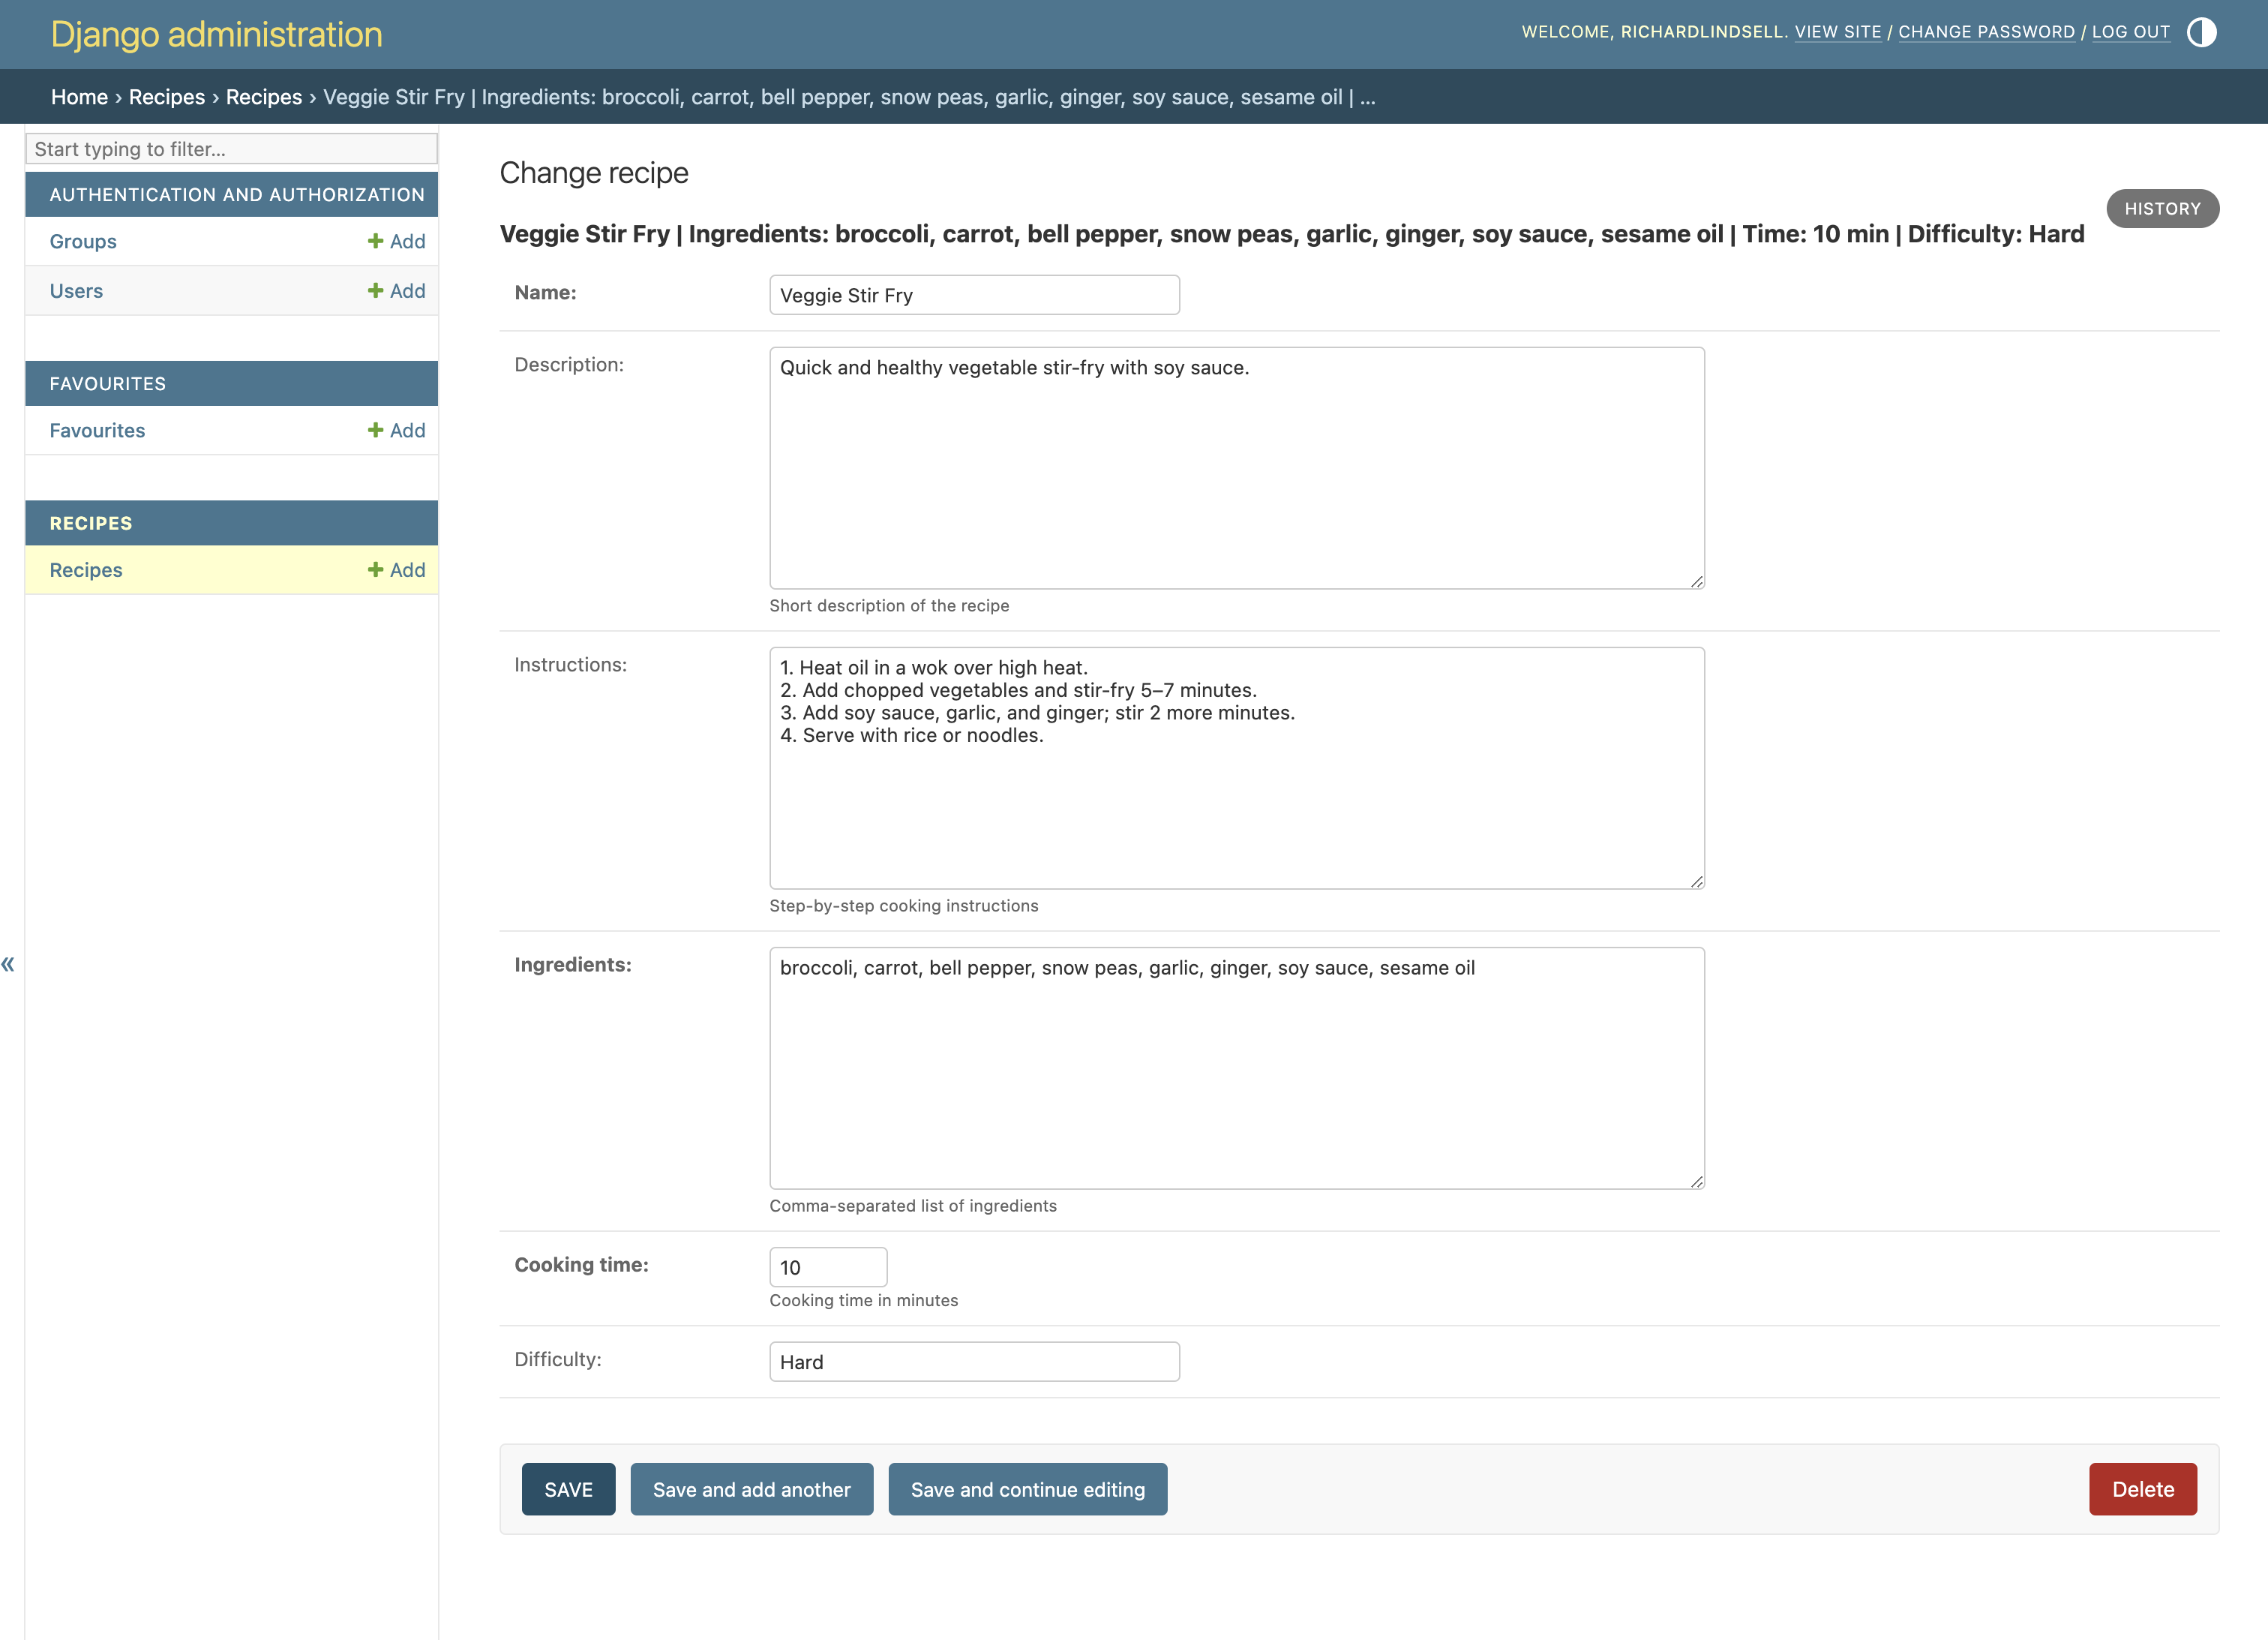 Django administration
WELCOME, RICHARDLINDSELL. VIEW SITE / CHANGE PASSWORD / LOG OUT
Home › Recipes › Recipes › Veggie Stir Fry | Ingredients: broccoli, carrot, bell pepper, snow peas, garlic, ginger, soy sauce, sesame oil | …
Start typing to filter...
AUTHENTICATION AND AUTHORIZATION
Groups + Add
Users + Add
FAVOURITES
Favourites + Add
RECIPES
Recipes + Add
«
Change recipe
HISTORY
Veggie Stir Fry | Ingredients: broccoli, carrot, bell pepper, snow peas, garlic, ginger, soy sauce, sesame oil | Time: 10 min | Difficulty: Hard
Name: Veggie Stir Fry
Description: Quick and healthy vegetable stir-fry with soy sauce.
Short description of the recipe
Instructions: 1. Heat oil in a wok over high heat.
2. Add chopped vegetables and stir-fry 5–7 minutes.
3. Add soy sauce, garlic, and ginger; stir 2 more minutes.
4. Serve with rice or noodles.
Step-by-step cooking instructions
Ingredients: broccoli, carrot, bell pepper, snow peas, garlic, ginger, soy sauce, sesame oil
Comma-separated list of ingredients
Cooking time: 10
Cooking time in minutes
Difficulty: Hard
SAVE Save and add another Save and continue editing Delete